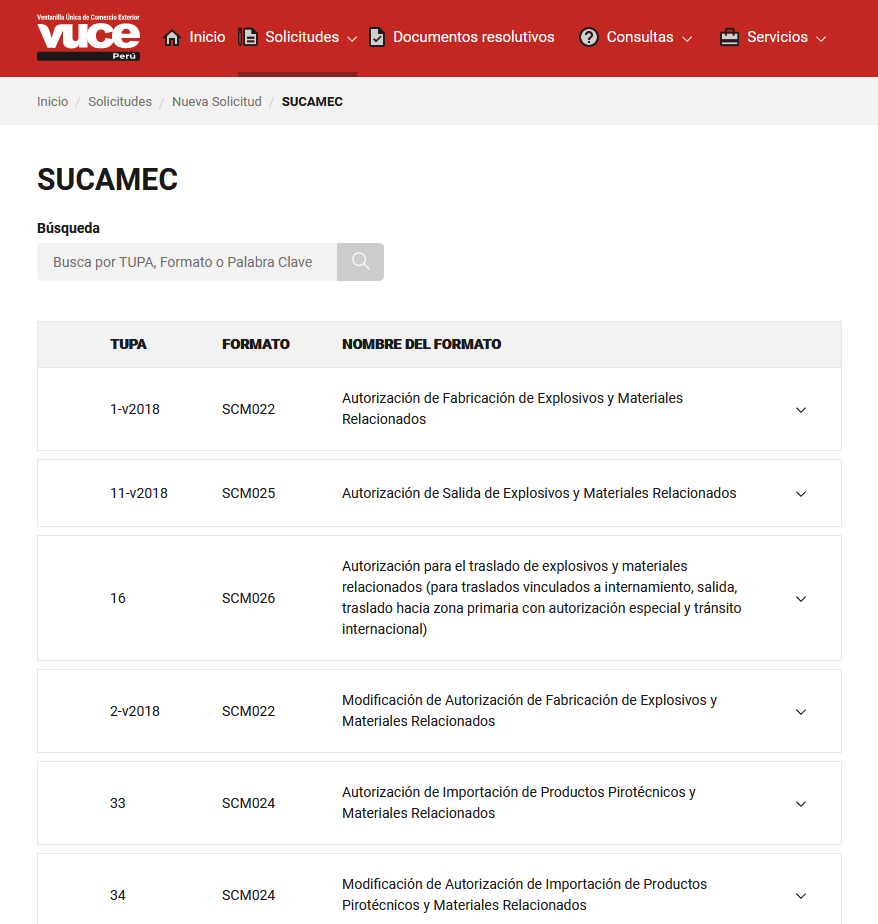 Ventanilla Única de Comercio Exterior
vuce
Perú
Inicio
Solicitudes
Documentos resolutivos
Consultas
Servicios
Inicio / Solicitudes / Nueva Solicitud / SUCAMEC
SUCAMEC
Búsqueda
Busca por TUPA, Formato o Palabra Clave
TUPA FORMATO NOMBRE DEL FORMATO
1-v2018 SCM022 Autorización de Fabricación de Explosivos y Materiales
Relacionados
11-v2018 SCM025 Autorización de Salida de Explosivos y Materiales Relacionados
16 SCM026 Autorización para el traslado de explosivos y materiales
relacionados (para traslados vinculados a internamiento, salida,
traslado hacia zona primaria con autorización especial y tránsito
internacional)
2-v2018 SCM022 Modificación de Autorización de Fabricación de Explosivos y
Materiales Relacionados
33 SCM024 Autorización de Importación de Productos Pirotécnicos y
Materiales Relacionados
34 SCM024 Modificación de Autorización de Importación de Productos
Pirotécnicos y Materiales Relacionados